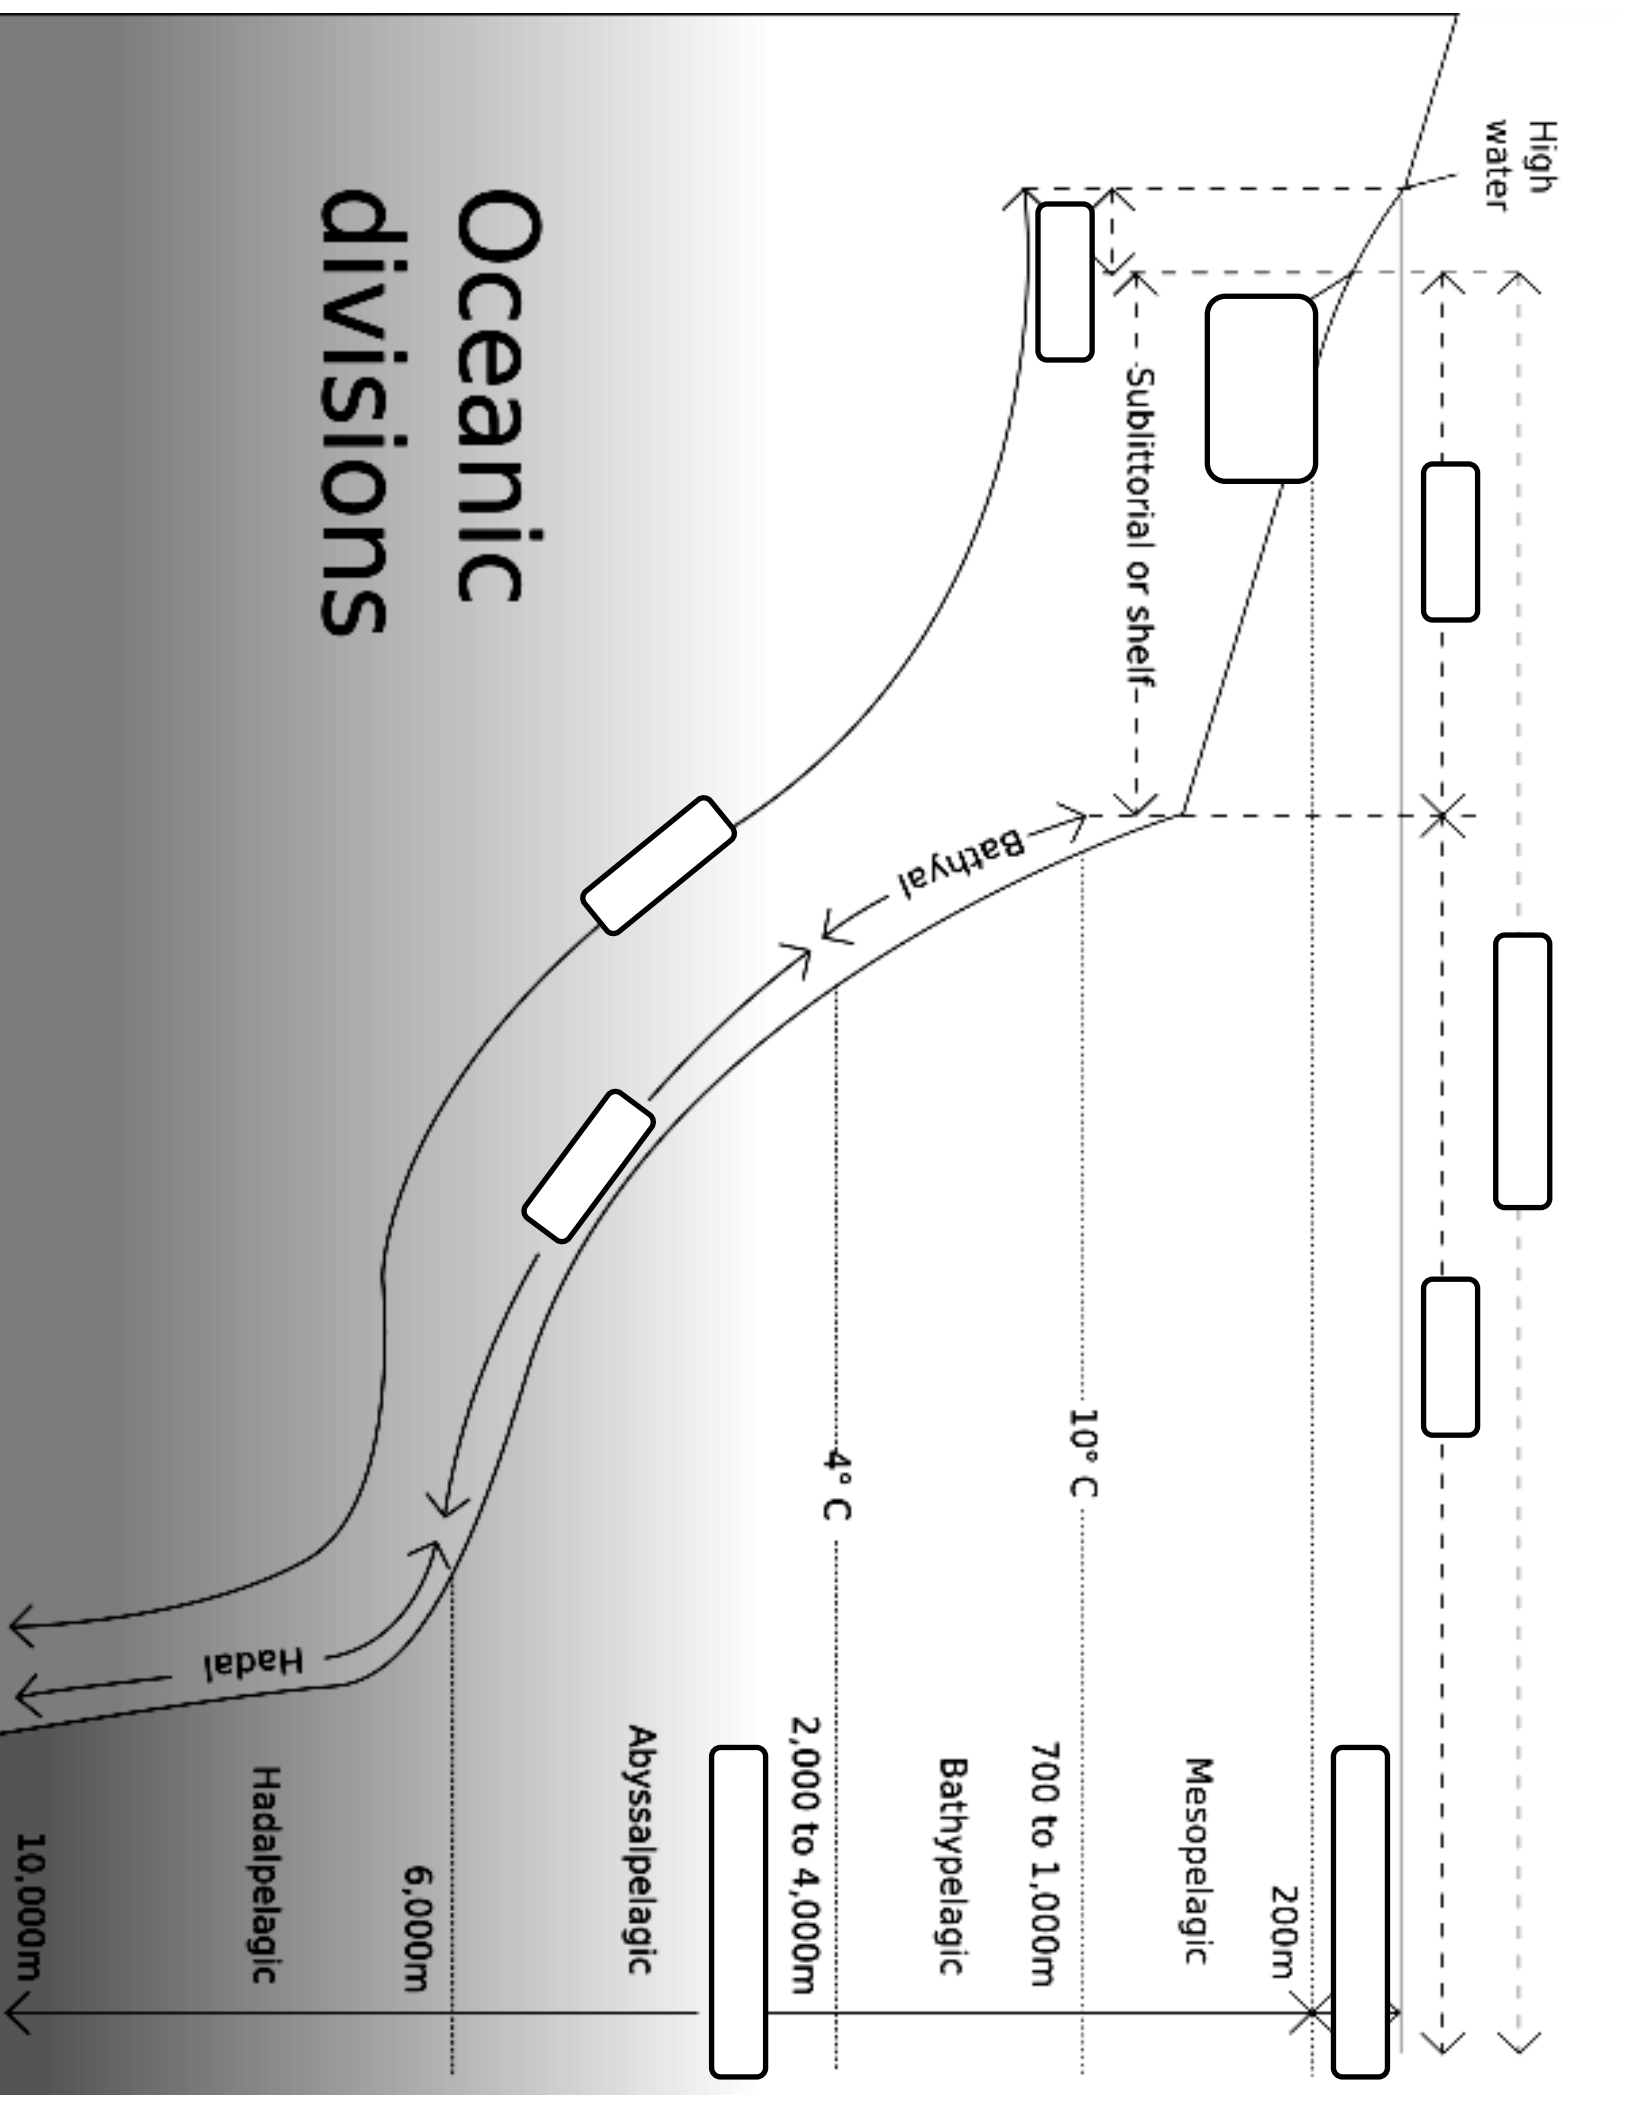 High
water
Sublittorial or shelf
Bathyal
10° C
4° C
Hadal
Mesopelagic
200m
700 to 1,000m
Bathypelagic
2,000 to 4,000m
Abyssalpelagic
6,000m
Hadalpelagic
10,000m
Oceanic
divisions